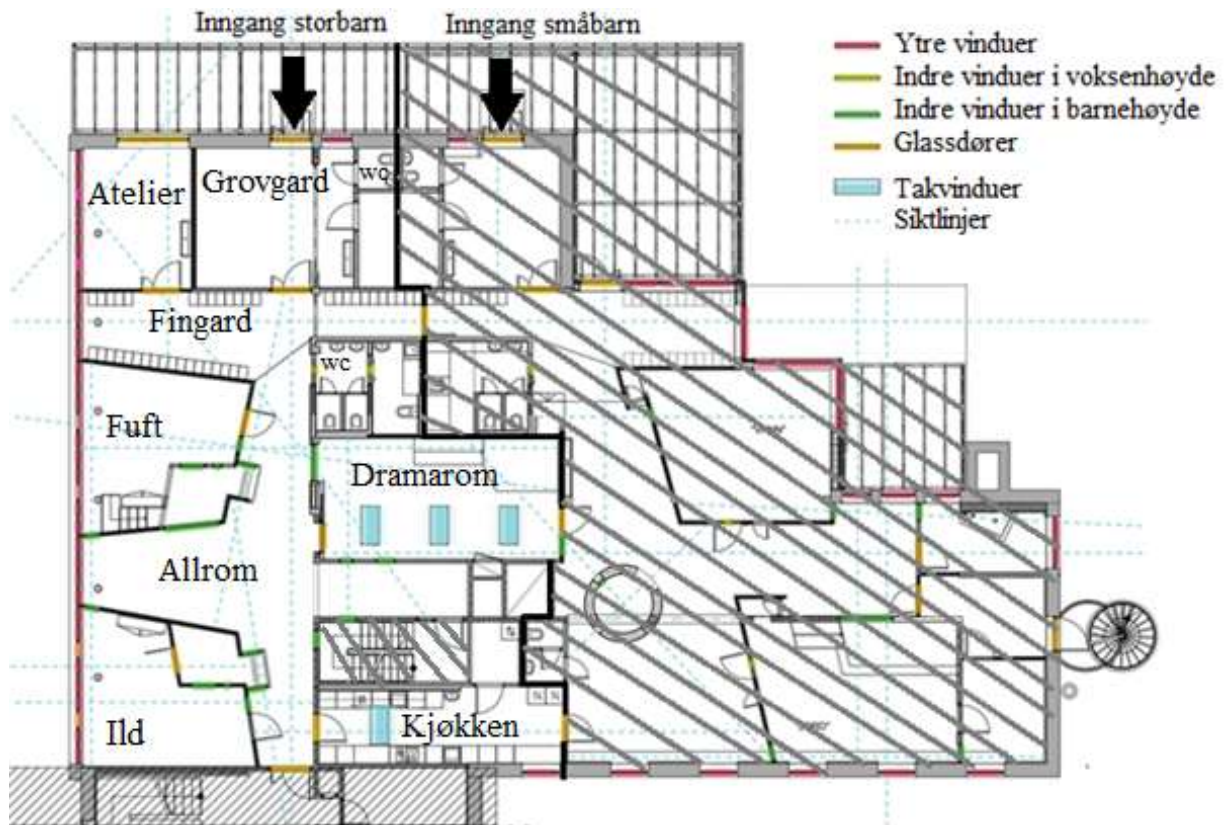 Inngang storbarn
Inngang småbarn
Ytre vinduer
Indre vinduer i voksenhøyde
Indre vinduer i barnehøyde
Glassdører
Takvinduer
Siktlinjer
Atelier
Grovgard
wc
Fingard
wc
Fuft
Dramarom
Allrom
Ild
Kjøkken